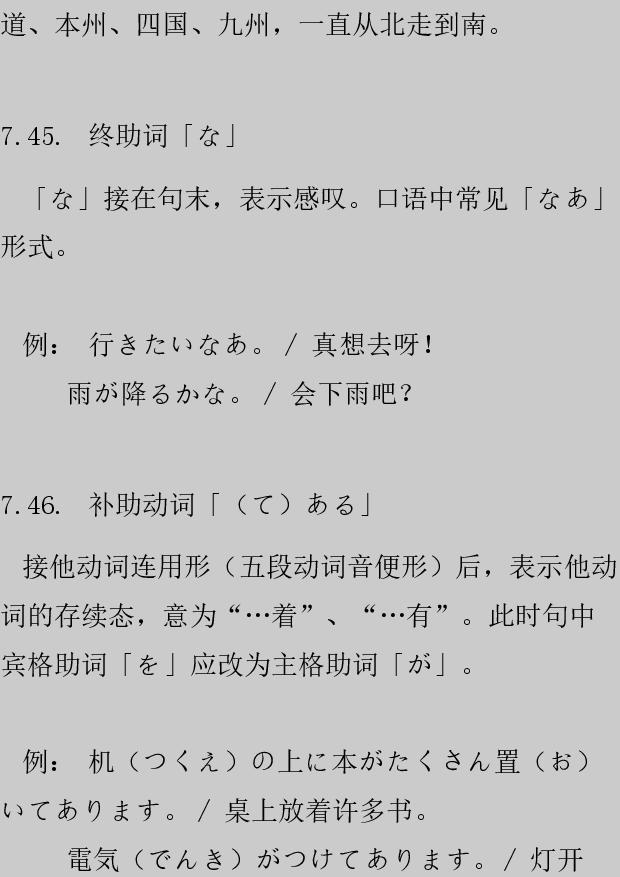 道、本州、四国、九州，一直从北走到南。
7.45. 终助词「な」
「な」接在句末，表示感叹。口语中常见「なあ」
形式。
例： 行きたいなあ。 / 真想去呀！
雨が降るかな。 / 会下雨吧？
7.46. 补助动词「（て）ある」
接他动词连用形（五段动词音便形）后，表示他动
词的存续态，意为“…着”、“…有”。此时句中
宾格助词「を」应改为主格助词「が」。
例： 机（つくえ）の上に本がたくさん置（お）
いてあります。 / 桌上放着许多书。
電気（でんき）がつけてあります。 / 灯开